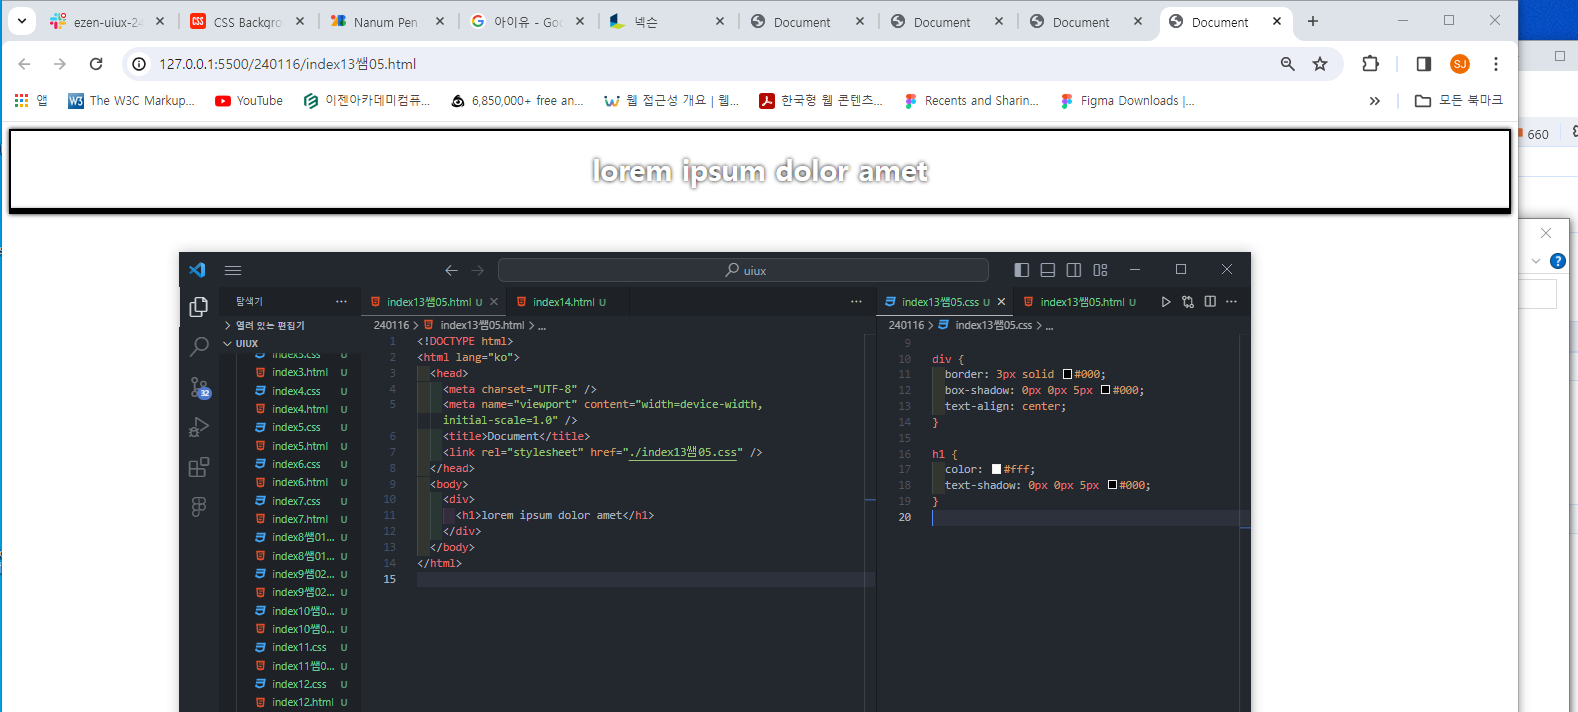 ezen-uiux-24
CSS Backgro
Nanum Pen
아이유 - Goo
넥슨
Document
Document
Document
Document
127.0.0.1:5500/240116/index13쌤05.html
SJ
앱
The W3C Markup...
YouTube
이젠아카데미컴퓨...
6,850,000+ free an...
웹 접근성 개요 | 웹...
한국형 웹 콘텐츠...
Recents and Sharin...
Figma Downloads |...
모든 북마크
660
lorem ipsum dolor amet
uiux
탐색기
열려 있는 편집기
UIUX
index3.css U
index3.html U
index4.css U
index4.html U
index5.css U
index5.html U
index6.css U
index6.html U
index7.css U
index7.html U
index8쌤01... U
index8쌤01... U
index9쌤02... U
index9쌤02... U
index10쌤0... U
index10쌤0... U
index11.css U
index11쌤0... U
index12.css U
index12.html U
32
index13쌤05.html U
index14.html U
240116 > index13쌤05.html > ...
1 <!DOCTYPE html>
2 <html lang="ko">
3 <head>
4 <meta charset="UTF-8" />
5 <meta name="viewport" content="width=device-width,
initial-scale=1.0" />
6 <title>Document</title>
7 <link rel="stylesheet" href="./index13쌤05.css" />
8 </head>
9 <body>
10 <div>
11 <h1>lorem ipsum dolor amet</h1>
12 </div>
13 </body>
14 </html>
15
index13쌤05.css U
index13쌤05.html U
240116 > index13쌤05.css > ...
9
10 div {
11 border: 3px solid #000;
12 box-shadow: 0px 0px 5px #000;
13 text-align: center;
14 }
15
16 h1 {
17 color: #fff;
18 text-shadow: 0px 0px 5px #000;
19 }
20